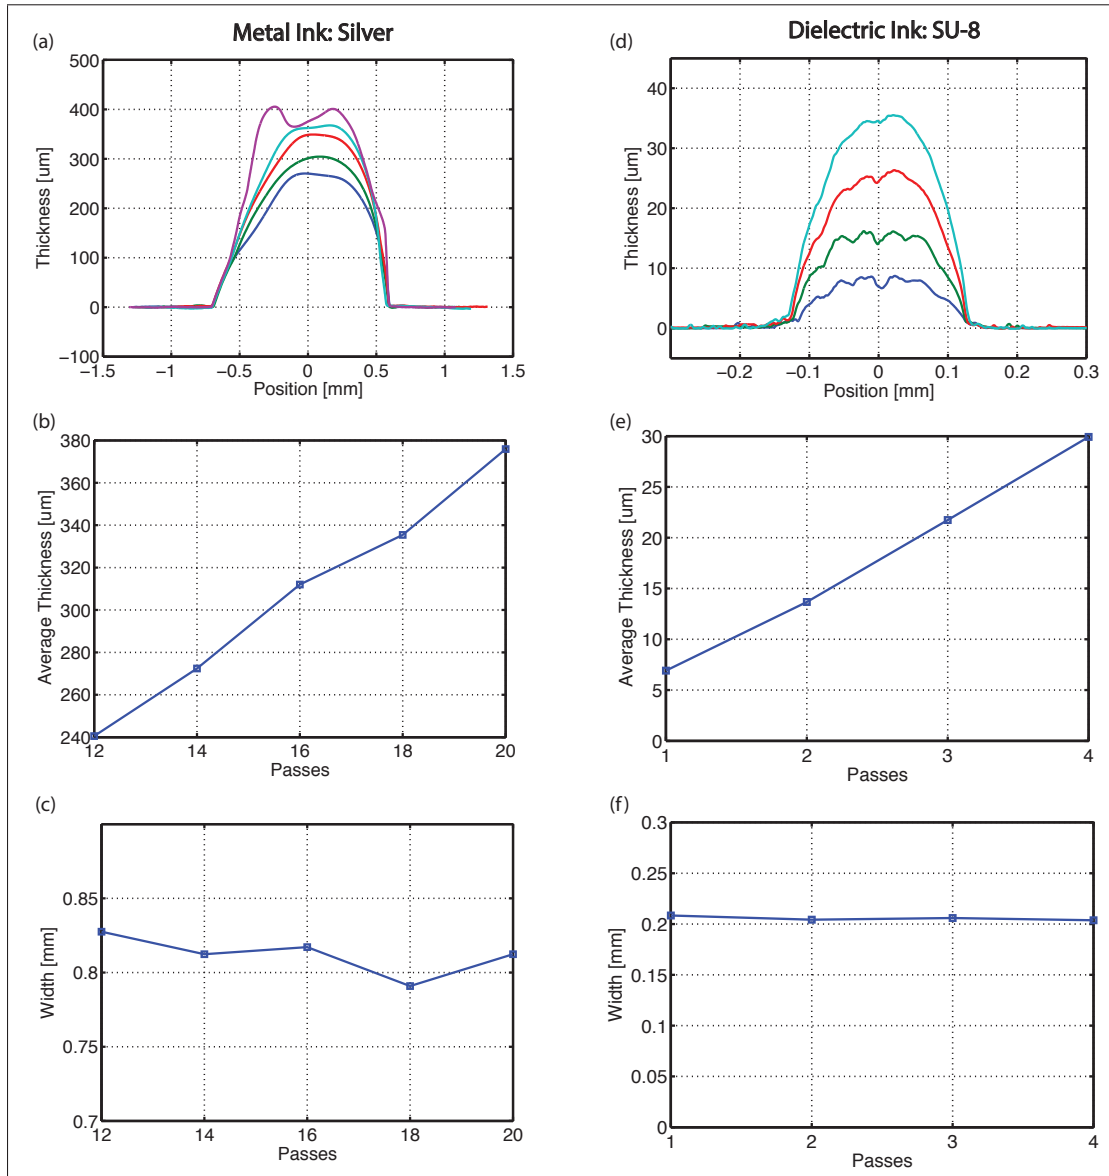 Metal Ink: Silver
Dielectric Ink: SU-8
(a)
500
400
300
200
100
0
−100
Thickness [um]
−1.5 −1 −0.5 0 0.5 1 1.5
Position [mm]
(d)
40
30
20
10
0
Thickness [um]
−0.2 −0.1 0 0.1 0.2 0.3
Position [mm]
(b)
380
360
340
320
300
280
260
240
Average Thickness [um]
12 14 16 18 20
Passes
(e)
30
25
20
15
10
5
0
Average Thickness [um]
1 2 3 4
Passes
(c)
0.85
0.8
0.75
0.7
Width [mm]
12 14 16 18 20
Passes
(f)
0.3
0.25
0.2
0.15
0.1
0.05
0
Width [mm]
1 2 3 4
Passes